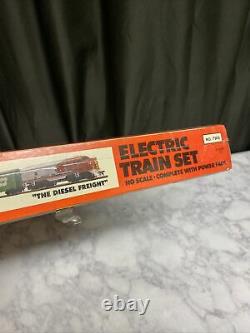 ELECTRIC
TRAIN SET
HO SCALE • COMPLETE WITH POWER PACK
"THE DIESEL FREIGHT"